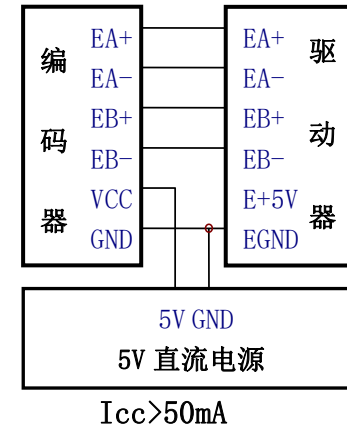 编码器
EA+
EA-
EB+
EB-
VCC
GND
EA+
EA-
EB+
EB-
E+5V
EGND
驱动器
5V GND
5V 直流电源
Icc>50mA